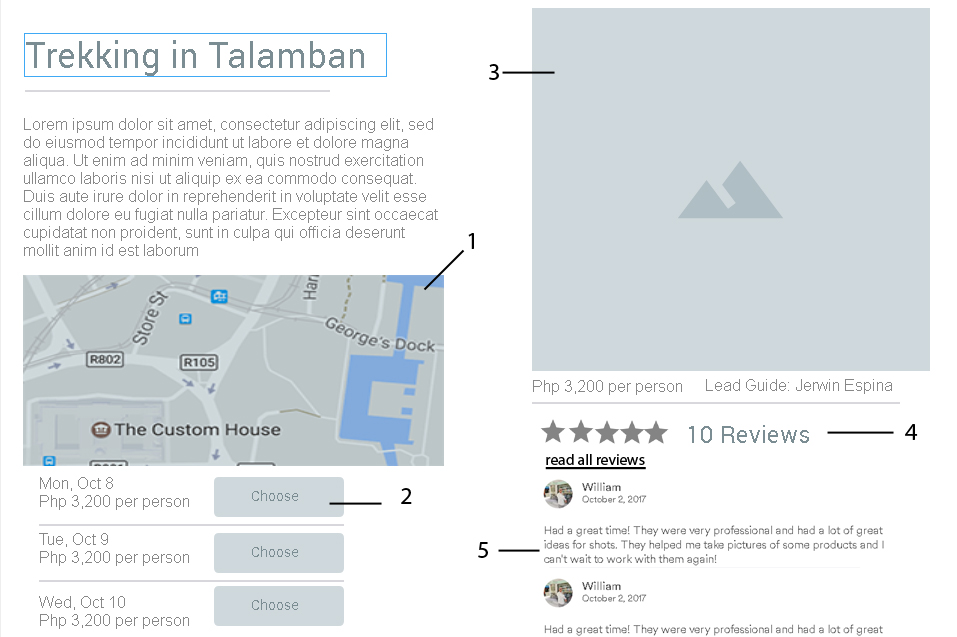 Trekking in Talamban
Lorem ipsum dolor sit amet, consectetur adipiscing elit, sed
do eiusmod tempor incididunt ut labore et dolore magna
aliqua. Ut enim ad minim veniam, quis nostrud exercitation
ullamco laboris nisi ut aliquip ex ea commodo consequat.
Duis aute irure dolor in reprehenderit in voluptate velit esse
cillum dolore eu fugiat nulla pariatur. Excepteur sint occaecat
cupidatat non proident, sunt in culpa qui officia deserunt
mollit anim id est laborum
1
Store St
Har
George's Dock
R802
R105
The Custom House
Mon, Oct 8
Php 3,200 per person
Choose
2
Tue, Oct 9
Php 3,200 per person
Choose
Wed, Oct 10
Php 3,200 per person
Choose
3
Php 3,200 per person
Lead Guide: Jerwin Espina
10 Reviews
4
read all reviews
William
October 2, 2017
Had a great time! They were very professional and had a lot of great
5
ideas for shots. They helped me take pictures of some products and I
can't wait to work with them again!
William
October 2, 2017
Had a great time! They were very professional and had a lot of great